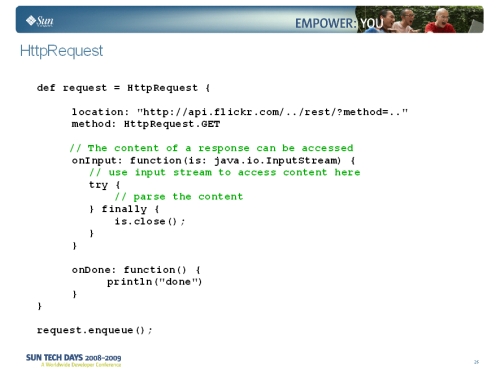 Sun
EMPOWER: YOU
HttpRequest
def request = HttpRequest {
location: "http://api.flickr.com/../rest/?method=.."
method: HttpRequest.GET
// The content of a response can be accessed
onInput: function(is: java.io.InputStream) {
// use input stream to access content here
try {
// parse the content
} finally {
is.close();
}
}
onDone: function() {
println("done")
}
}
request.enqueue();
SUN TECH DAYS 2008-2009
A Worldwide Developer Conference